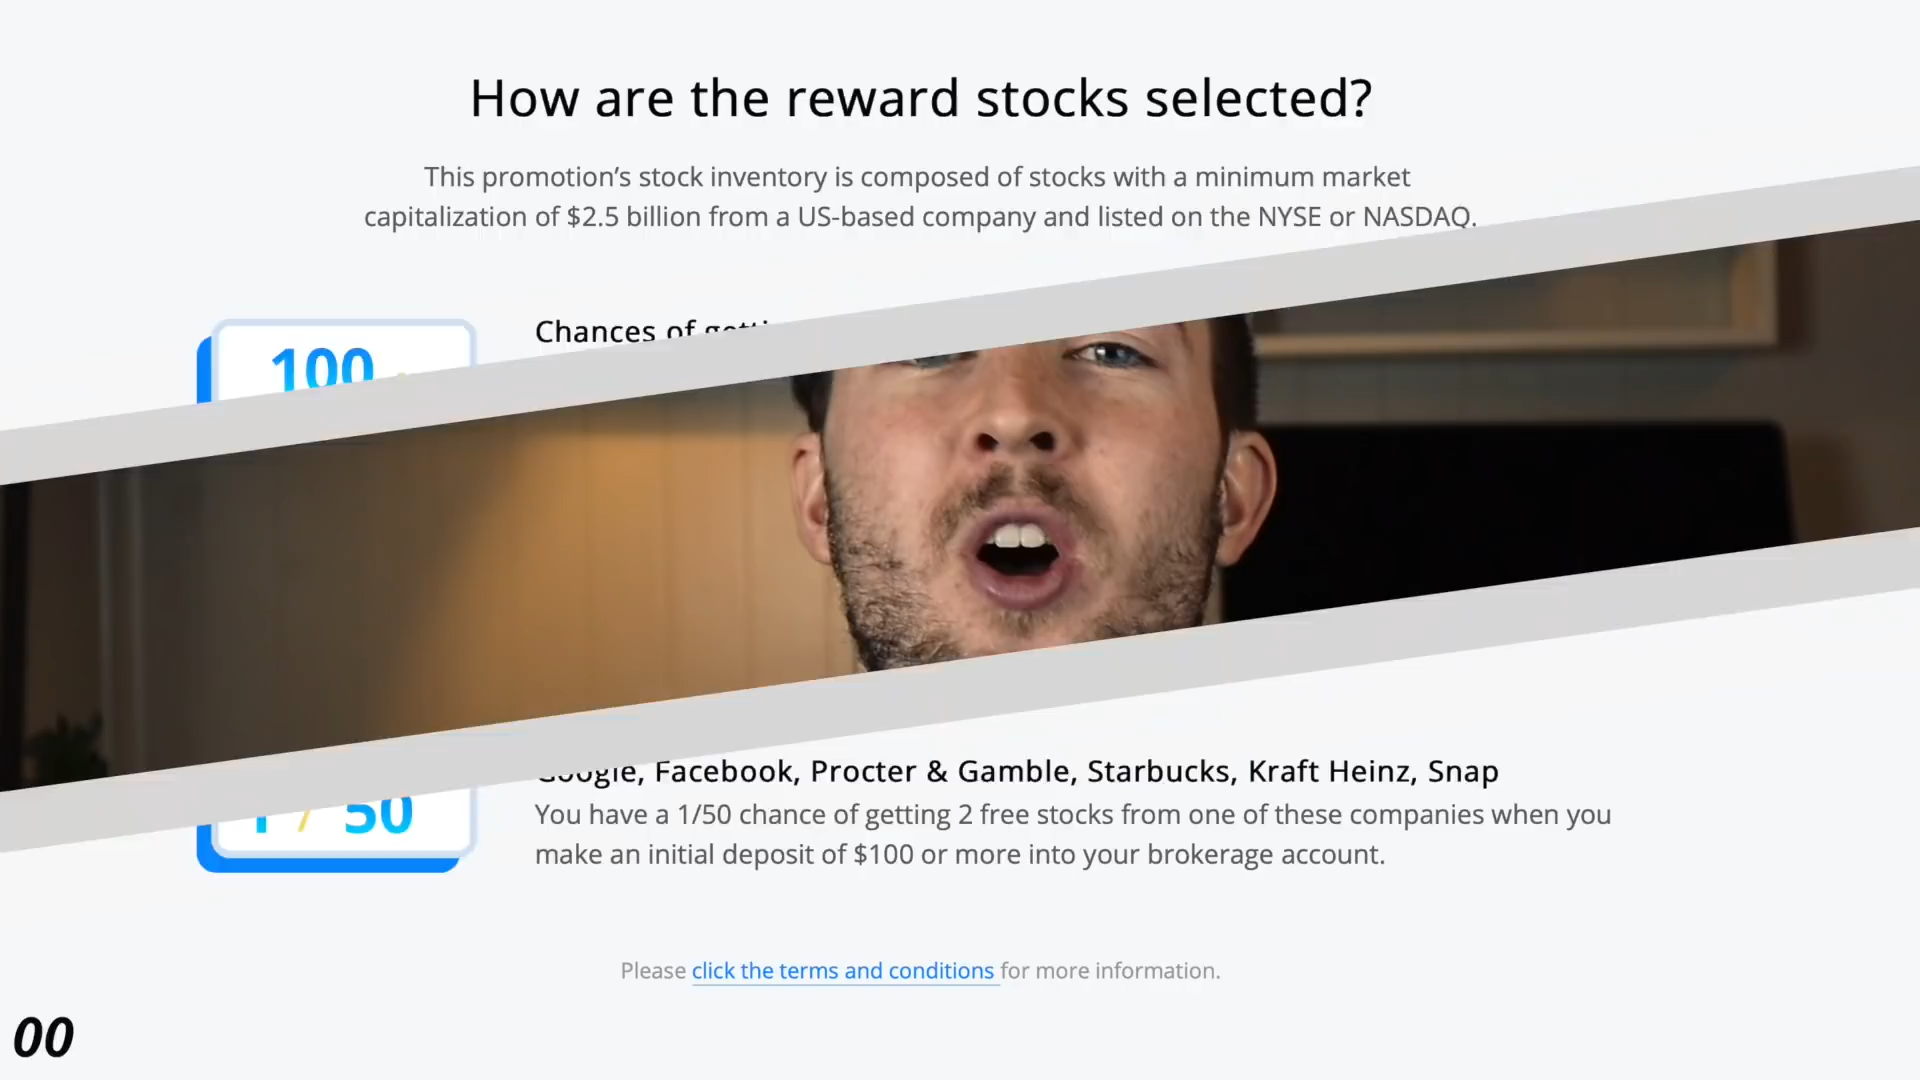 How are the reward stocks selected?
This promotion’s stock inventory is composed of stocks with a minimum market
capitalization of $2.5 billion from a US-based company and listed on the NYSE or NASDAQ.
Chances of
100
Google, Facebook, Procter & Gamble, Starbucks, Kraft Heinz, Snap
1 / 50
You have a 1/50 chance of getting 2 free stocks from one of these companies when you
make an initial deposit of $100 or more into your brokerage account.
Please click the terms and conditions for more information.
00